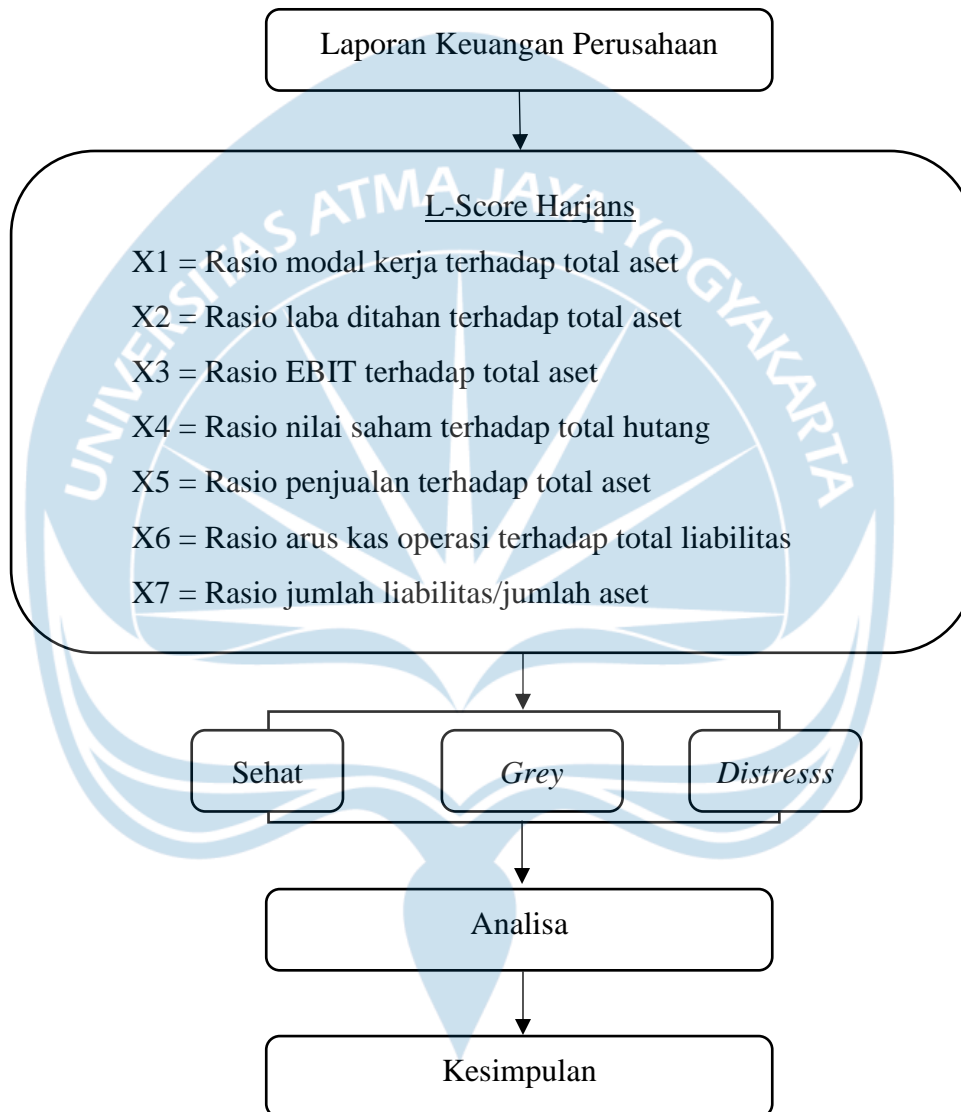 Laporan Keuangan Perusahaan
UNIVERSITAS ATMA JAYA YOGYAKARTA
L-Score Harjans
X1 = Rasio modal kerja terhadap total aset
X2 = Rasio laba ditahan terhadap total aset
X3 = Rasio EBIT terhadap total aset
X4 = Rasio nilai saham terhadap total hutang
X5 = Rasio penjualan terhadap total aset
X6 = Rasio arus kas operasi terhadap total liabilitas
X7 = Rasio jumlah liabilitas/jumlah aset
Sehat
Grey
Distresss
Analisa
Kesimpulan